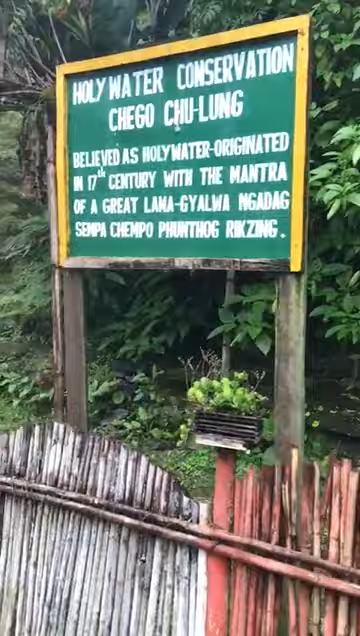 HOLY WATER CONSERVATION
CHEGO CHU-LUNG
BELIEVED AS HOLYWATER-ORIGINATED
IN 17th CENTURY WITH THE MANTRA
OF A GREAT LAMA-GYALWA NGADAG
SEMPA CHEMPO PHUNTHOG RIKZING.